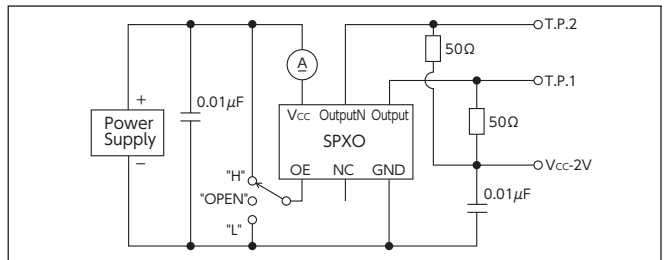 T.P.2
50Ω
A
T.P.1
+
0.01μF
Power
Supply
−
Vcc OutputN Output
SPXO
OE NC GND
50Ω
"H"
"OPEN"
"L"
Vcc-2V
0.01μF